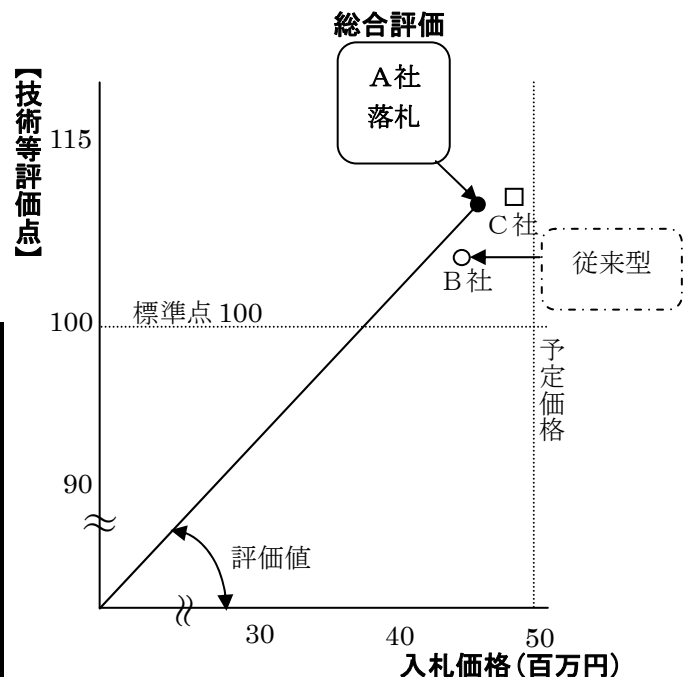 総合評価
A社
落札
【技術等評価点】
115
C社
従来型
B社
標準点 100
100
予定価格
90
評価値
30
40
50
入札価格(百万円)